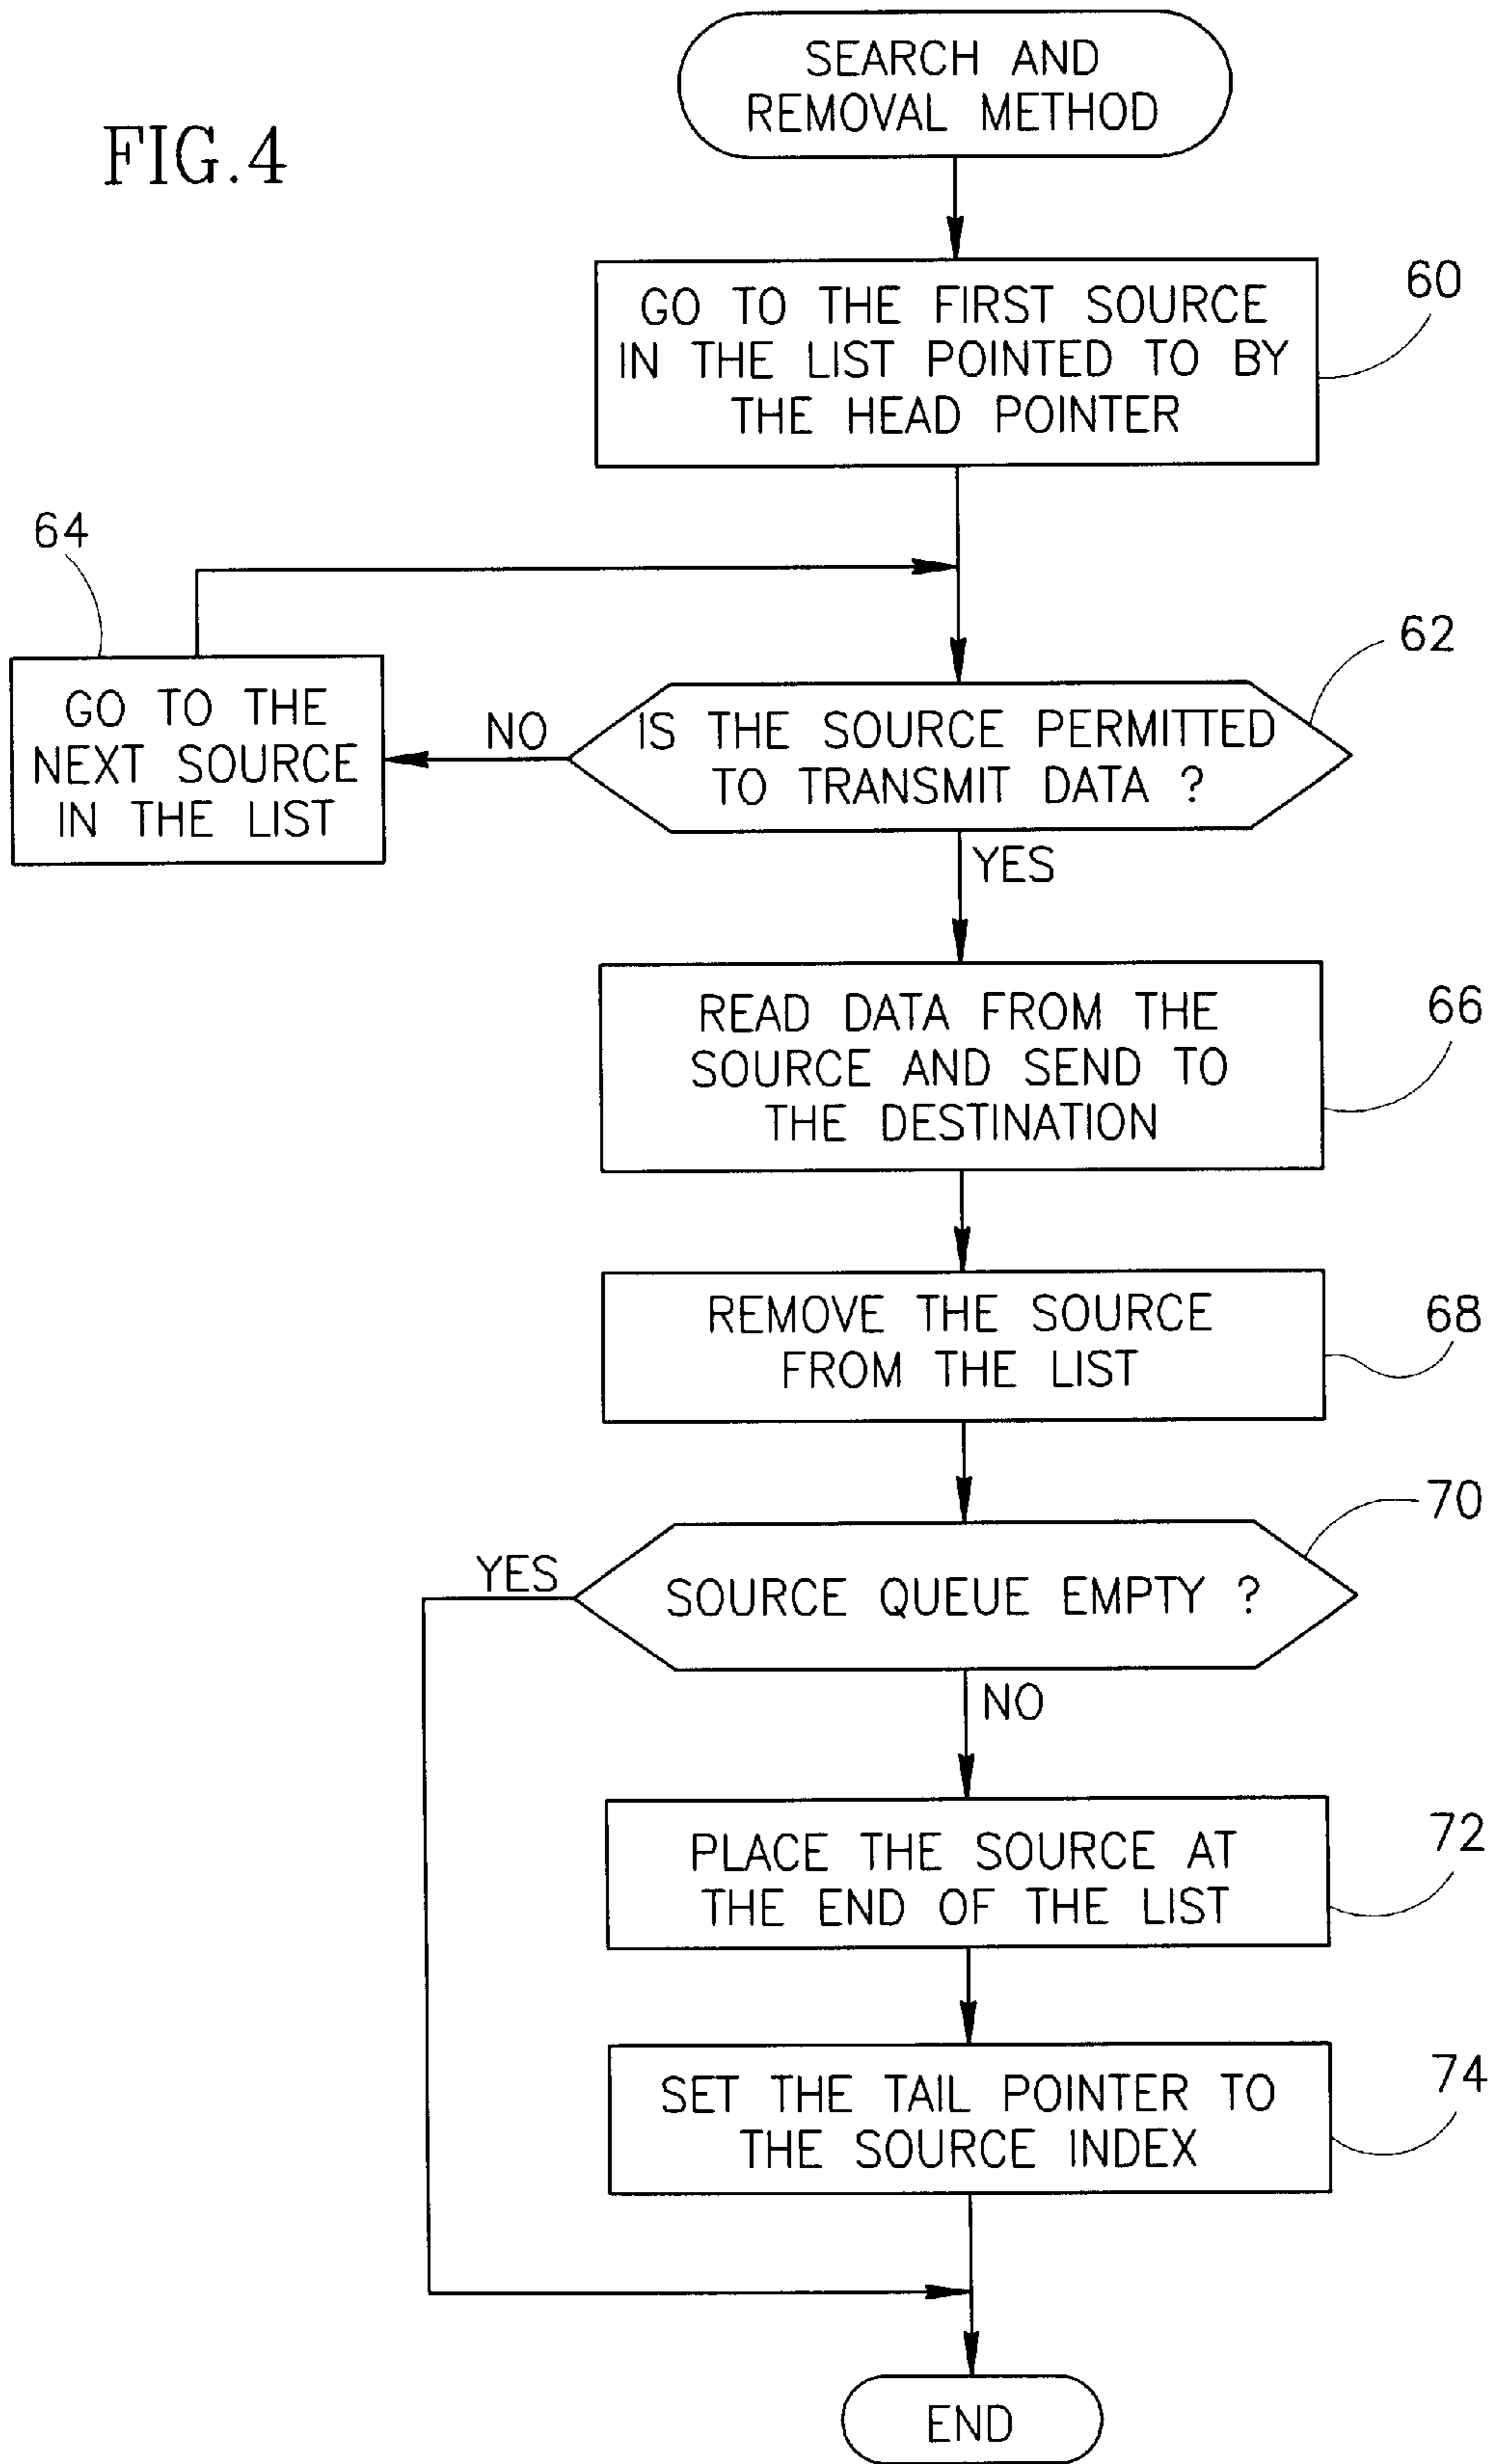 FIG.4
SEARCH AND
REMOVAL METHOD
GO TO THE FIRST SOURCE
IN THE LIST POINTED TO BY
THE HEAD POINTER
60
64
GO TO THE
NEXT SOURCE
IN THE LIST
NO
IS THE SOURCE PERMITTED
TO TRANSMIT DATA ?
62
YES
READ DATA FROM THE
SOURCE AND SEND TO
THE DESTINATION
66
REMOVE THE SOURCE
FROM THE LIST
68
YES
SOURCE QUEUE EMPTY ?
70
NO
PLACE THE SOURCE AT
THE END OF THE LIST
72
SET THE TAIL POINTER TO
THE SOURCE INDEX
74
END